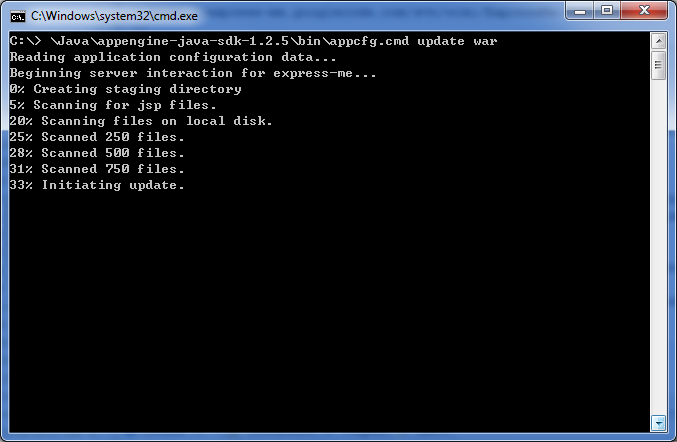 C:\Windows\system32\cmd.exe
C:\> \Java\appengine-java-sdk-1.2.5\bin\appcfg.cmd update war
Reading application configuration data...
Beginning server interaction for express-me...
0% Creating staging directory
5% Scanning for jsp files.
20% Scanning files on local disk.
25% Scanned 250 files.
28% Scanned 500 files.
31% Scanned 750 files.
33% Initiating update.